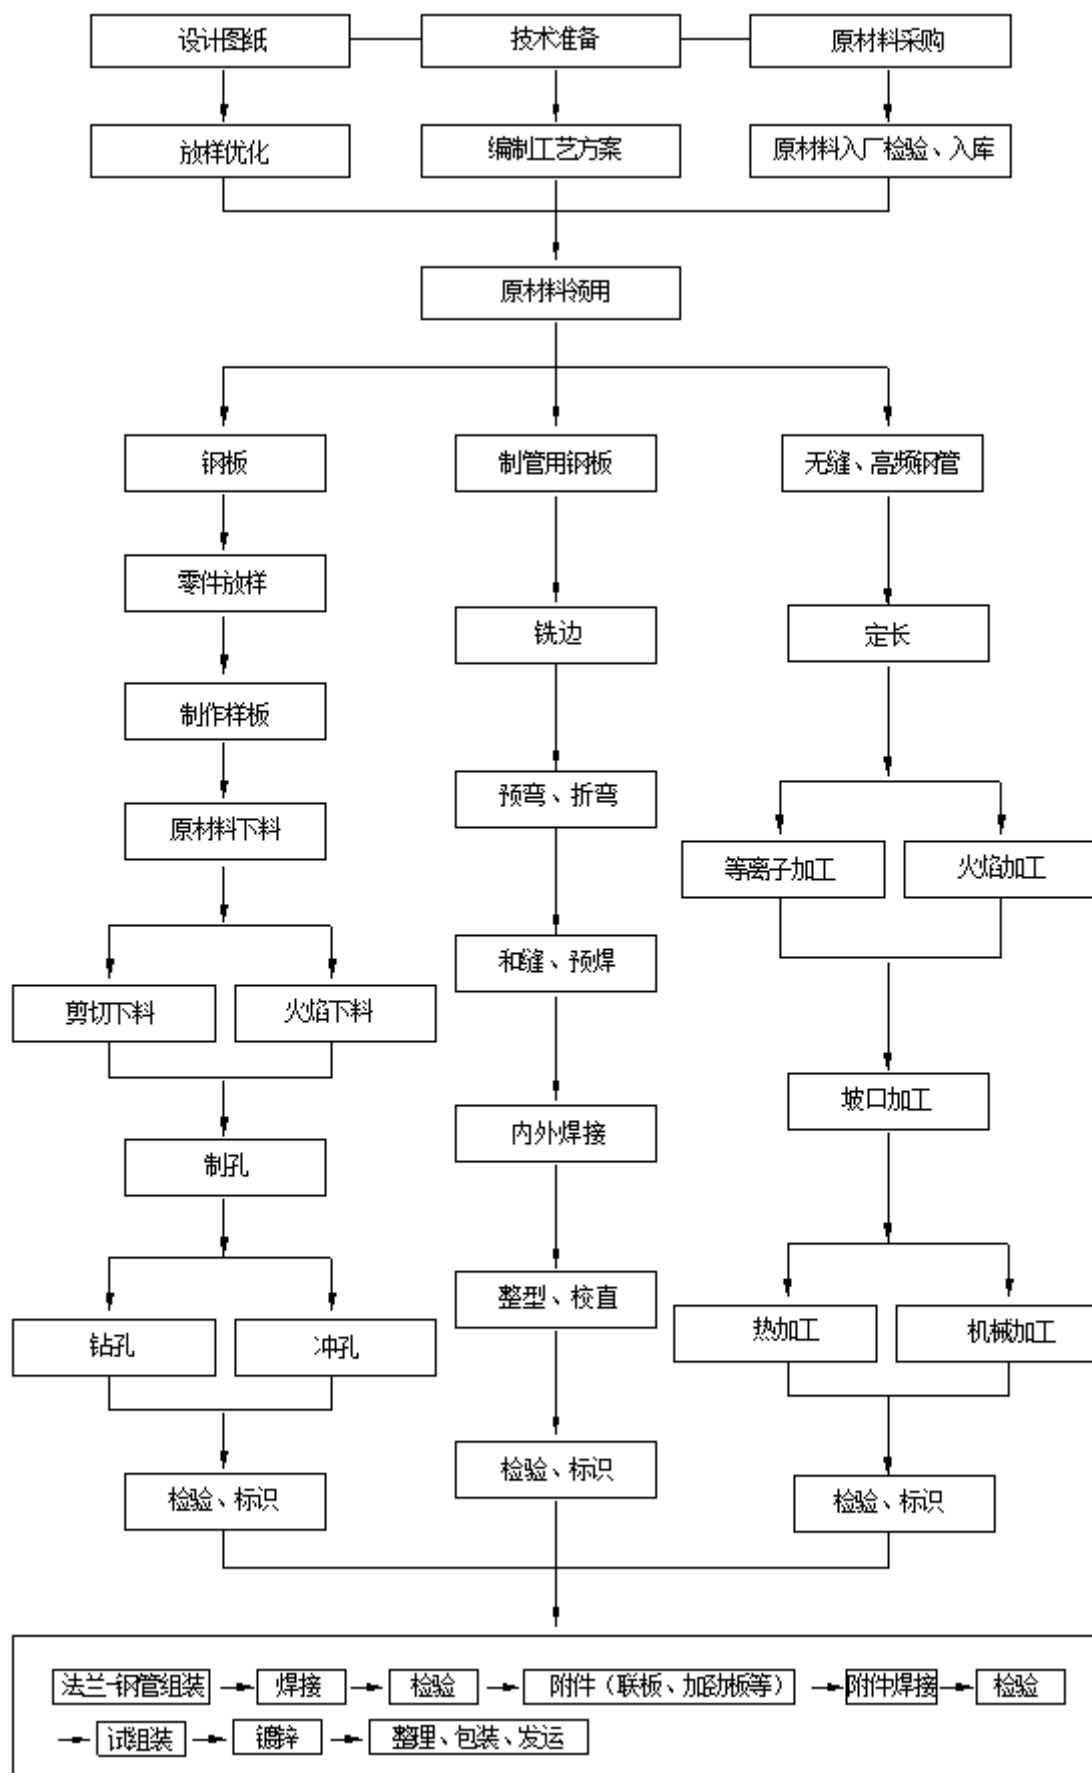 设计图纸
技术准备
原材料采购
放样优化
编制工艺方案
原材料入厂检验、入库
原材料领用
钢板
制管用钢板
无缝、高频钢管
零件放样
铣边
定长
制作样板
预弯、折弯
原材料下料
等离子加工
火焰加工
和缝、预焊
剪切下料
火焰下料
坡口加工
内外焊接
制孔
整型、校直
热加工
机械加工
钻孔
冲孔
检验、标识
检验、标识
检验、标识
法兰-钢管组装
焊接
检验
附件（联板、加劲板等）
附件焊接
检验
试组装
镀锌
整理、包装、发运